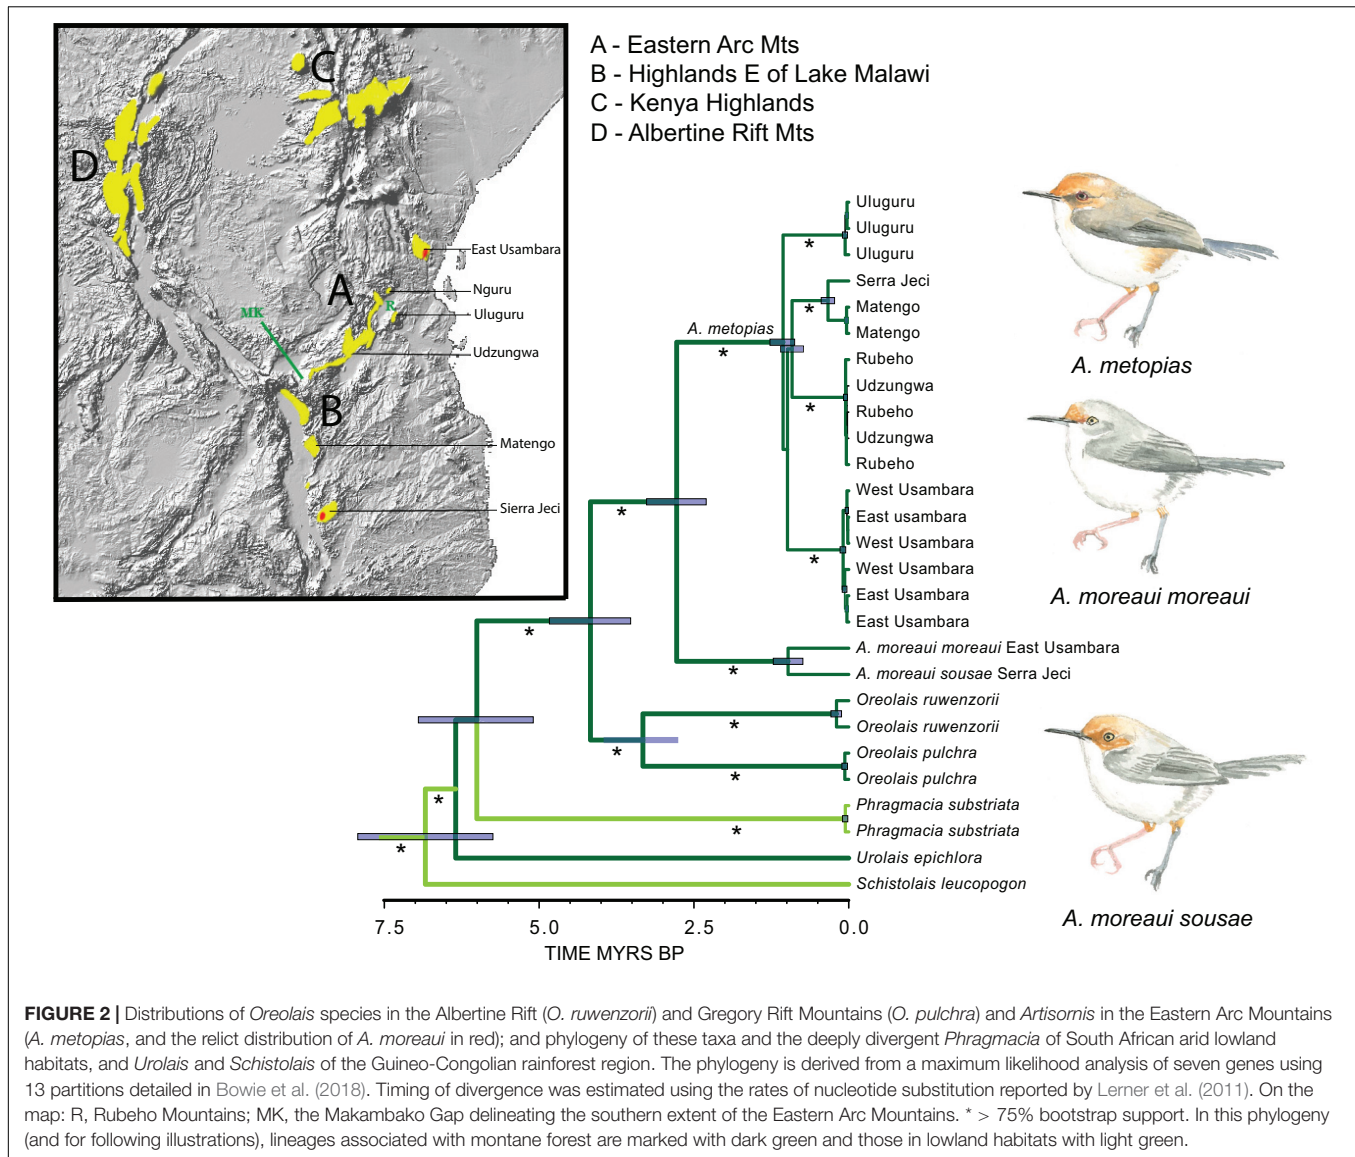 A - Eastern Arc Mts
B - Highlands E of Lake Malawi
C - Kenya Highlands
D - Albertine Rift Mts
C
D
A
B
MK
R
East Usambara
Nguru
Uluguru
Udzungwa
Matengo
Sierra Jeci
Uluguru
Uluguru
Uluguru
Serra Jeci
Matengo
Matengo
Rubeho
Udzungwa
Rubeho
Udzungwa
Rubeho
West Usambara
East usambara
West Usambara
West Usambara
East Usambara
East Usambara
A. moreaui moreaui East Usambara
A. moreaui sousae Serra Jeci
Oreolais ruwenzorii
Oreolais ruwenzorii
Oreolais pulchra
Oreolais pulchra
Phragmacia substriata
Phragmacia substriata
Urolais epichlora
Schistolais leucopogon
A. metopias
* * * * * * * * * * * * * *
7.5 5.0 2.5 0.0
TIME MYRS BP
A. metopias
A. moreaui moreaui
A. moreaui sousae
FIGURE 2 | Distributions of Oreolais species in the Albertine Rift (O. ruwenzorii) and Gregory Rift Mountains (O. pulchra) and Artisornis in the Eastern Arc Mountains
(A. metopias, and the relict distribution of A. moreaui in red); and phylogeny of these taxa and the deeply divergent Phragmacia of South African arid lowland
habitats, and Urolais and Schistolais of the Guineo-Congolian rainforest region. The phylogeny is derived from a maximum likelihood analysis of seven genes using
13 partitions detailed in Bowie et al. (2018). Timing of divergence was estimated using the rates of nucleotide substitution reported by Lerner et al. (2011). On the
map: R, Rubeho Mountains; MK, the Makambako Gap delineating the southern extent of the Eastern Arc Mountains. * > 75% bootstrap support. In this phylogeny
(and for following illustrations), lineages associated with montane forest are marked with dark green and those in lowland habitats with light green.